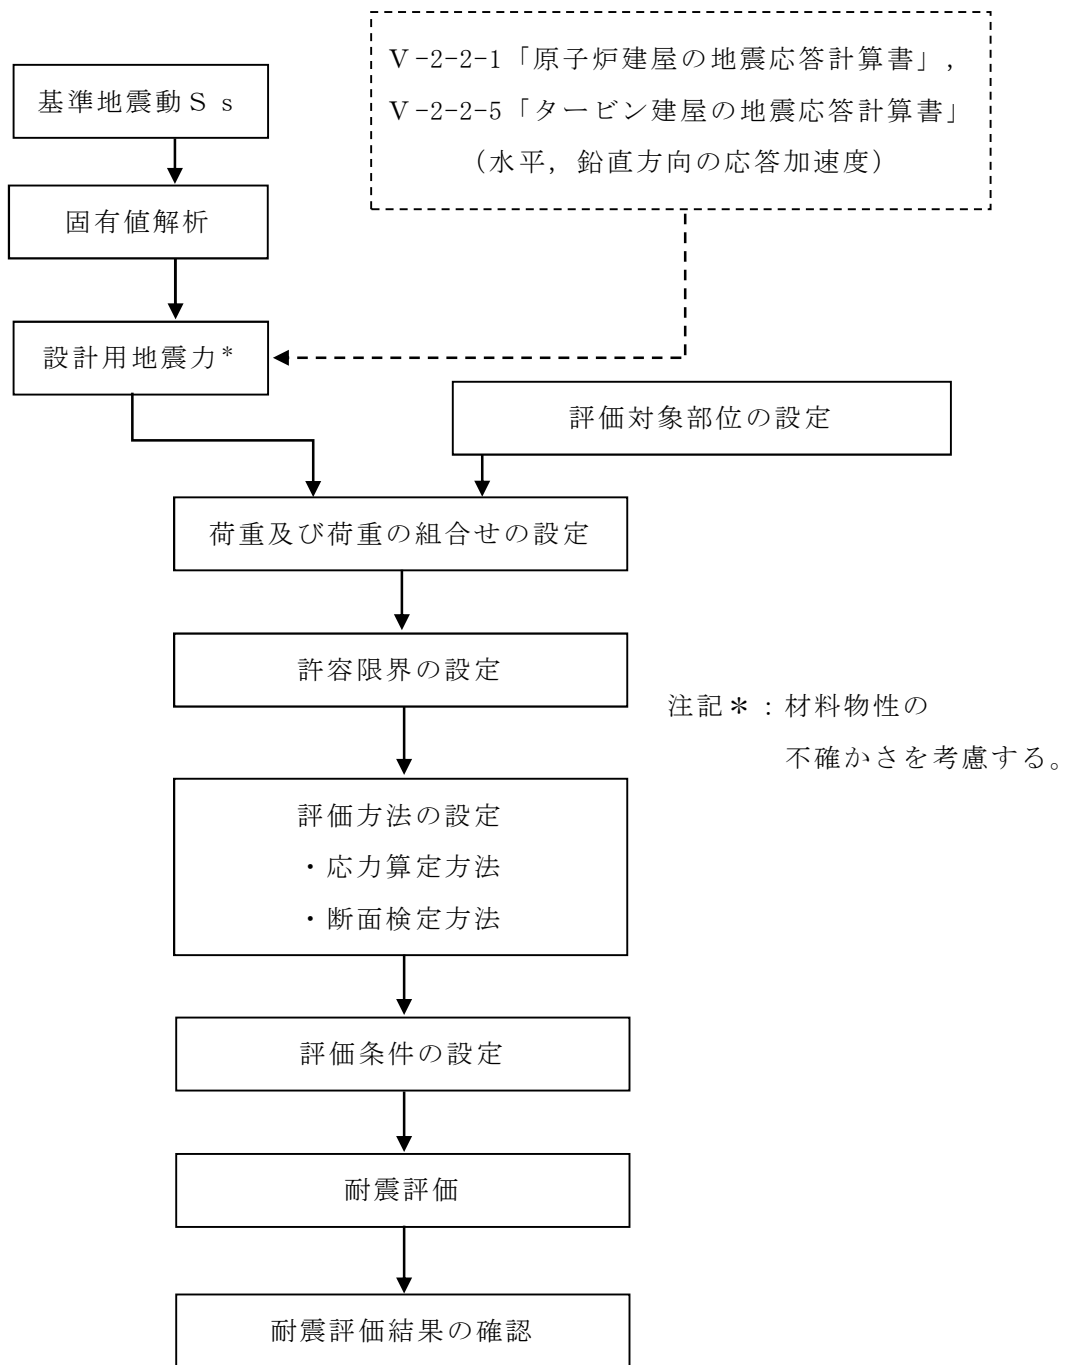 Ⅴ-2-2-1「原子炉建屋の地震応答計算書」,
Ⅴ-2-2-5「タービン建屋の地震応答計算書」
（水平，鉛直方向の応答加速度）
基準地震動Ｓｓ
固有値解析
設計用地震力*
評価対象部位の設定
荷重及び荷重の組合せの設定
許容限界の設定
注記＊：材料物性の
不確かさを考慮する。
評価方法の設定
・応力算定方法
・断面検定方法
評価条件の設定
耐震評価
耐震評価結果の確認